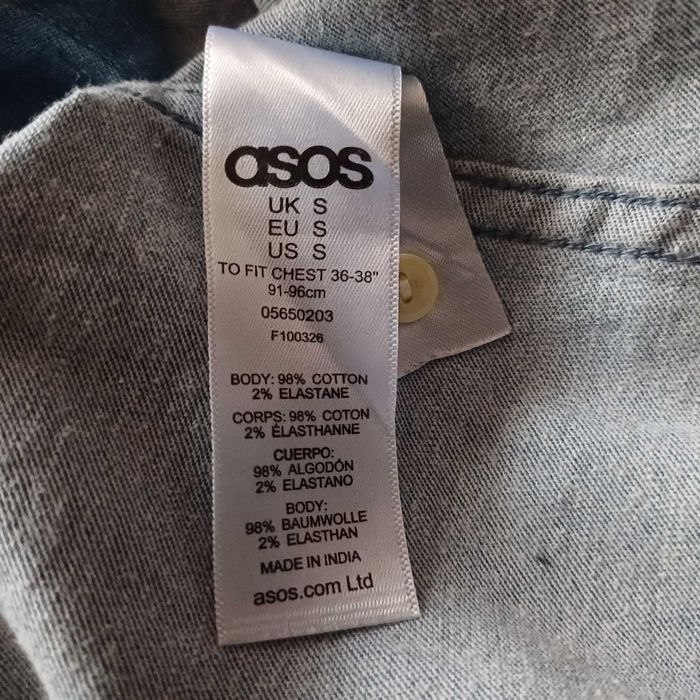 asos
UK S
EU S
US S
TO FIT CHEST 36-38"
91-96cm
05650203
F100326
BODY: 98% COTTON
2% ELASTANE
CORPS: 98% COTON
2% ÉLASTHANNE
CUERPO:
98% ALGODÓN
2% ELASTANO
BODY:
98% BAUMWOLLE
2% ELASTHAN
MADE IN INDIA
asos.com Ltd